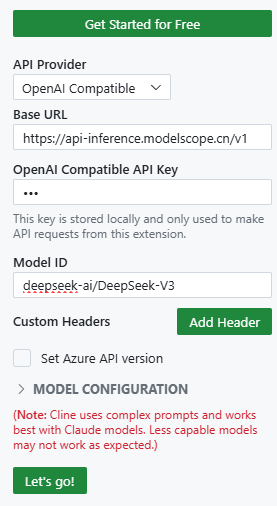 Get Started for Free
API Provider
OpenAI Compatible
Base URL
https://api-inference.modelscope.cn/v1
OpenAI Compatible API Key
•••
This key is stored locally and only used to make
API requests from this extension.
Model ID
deepseek-ai/DeepSeek-V3
Custom Headers
Add Header
Set Azure API version
MODEL CONFIGURATION
(Note: Cline uses complex prompts and works
best with Claude models. Less capable models
may not work as expected.)
Let's go!